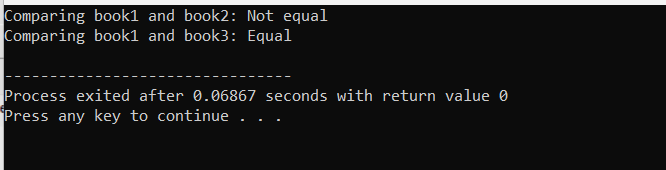 Comparing book1 and book2: Not equal
Comparing book1 and book3: Equal
--------------------------------
Process exited after 0.06867 seconds with return value 0
Press any key to continue . . .